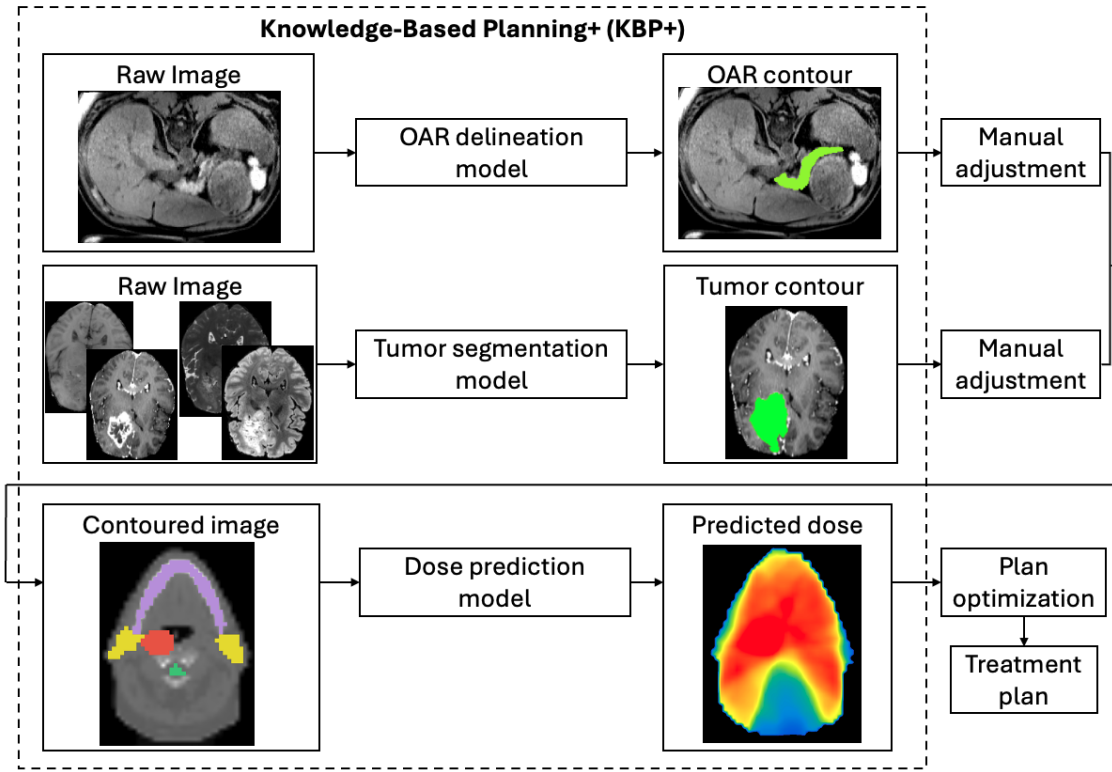 Knowledge-Based Planning+ (KBP+)
Raw Image
OAR delineation
model
OAR contour
Manual
adjustment
Raw Image
Tumor segmentation
model
Tumor contour
Manual
adjustment
Contoured image
Dose prediction
model
Predicted dose
Plan
optimization
Treatment
plan